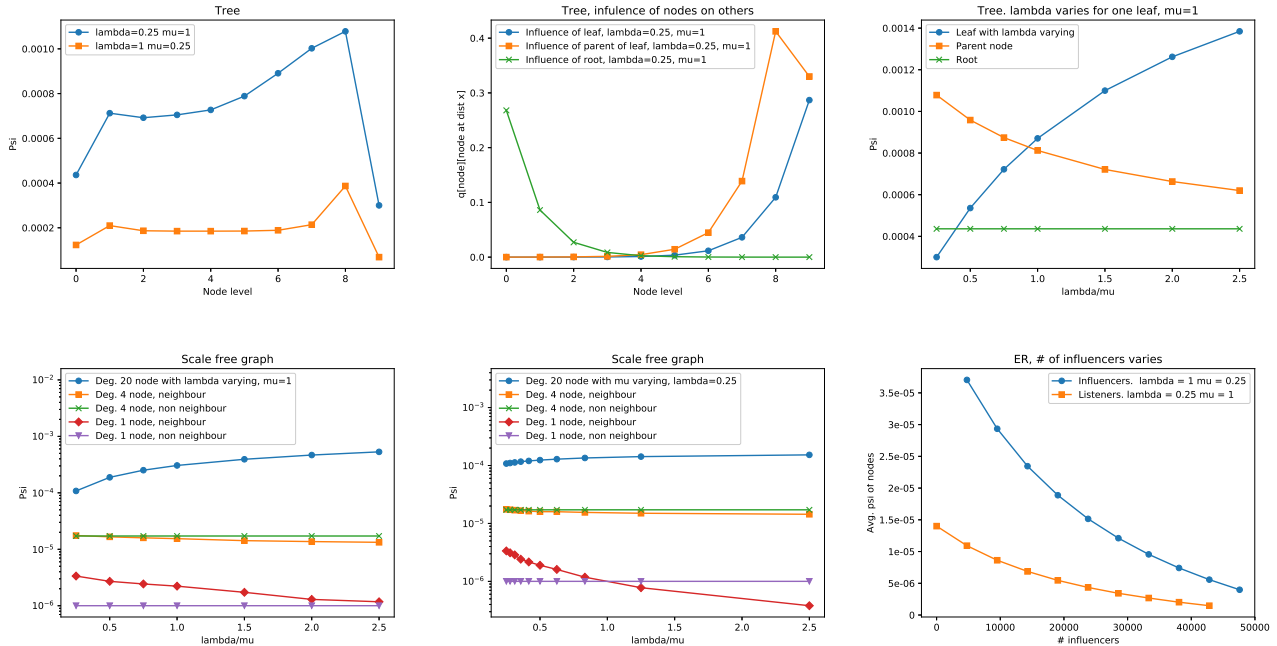 Tree
lambda=0.25 mu=1
lambda=1 mu=0.25
0.0010
0.0008
0.0006
0.0004
0.0002
Psi
0 2 4 6 8
Node level
Tree, infulence of nodes on others
Influence of leaf, lambda=0.25, mu=1
Influence of parent of leaf, lambda=0.25, mu=1
Influence of root, lambda=0.25, mu=1
0.4
0.3
0.2
0.1
0.0
q[node][node at dist x]
0 2 4 6 8
Node level
Tree. lambda varies for one leaf, mu=1
Leaf with lambda varying
Parent node
Root
0.0014
0.0012
0.0010
0.0008
0.0006
0.0004
Psi
0.5 1.0 1.5 2.0 2.5
lambda/mu
Scale free graph
Deg. 20 node with lambda varying, mu=1
Deg. 4 node, neighbour
Deg. 4 node, non neighbour
Deg. 1 node, neighbour
Deg. 1 node, non neighbour
10⁻²
10⁻³
10⁻⁴
10⁻⁵
10⁻⁶
Psi
0.5 1.0 1.5 2.0 2.5
lambda/mu
Scale free graph
Deg. 20 node with mu varying, lambda=0.25
Deg. 4 node, neighbour
Deg. 4 node, non neighbour
Deg. 1 node, neighbour
Deg. 1 node, non neighbour
10⁻³
10⁻⁴
10⁻⁵
10⁻⁶
Psi
0.5 1.0 1.5 2.0 2.5
lambda/mu
ER, # of influencers varies
Influencers. lambda = 1 mu = 0.25
Listeners. lambda = 0.25 mu = 1
3.5e-05
3e-05
2.5e-05
2e-05
1.5e-05
1e-05
5e-06
0
Avg. psi of nodes
0 10000 20000 30000 40000 50000
# influencers